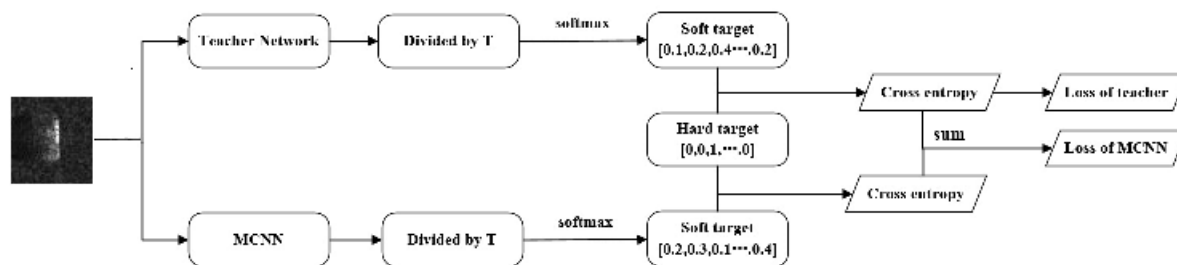 Teacher Network
Divided by T
softmax
Soft target
[0.1,0.2,0.4···.0.2]
Cross entropy
Loss of teacher
Hard target
[0,0,1,···.0]
sum
Loss of MCNN
Cross entropy
MCNN
Divided by T
softmax
Soft target
[0.2,0.3,0.1···.0.4]